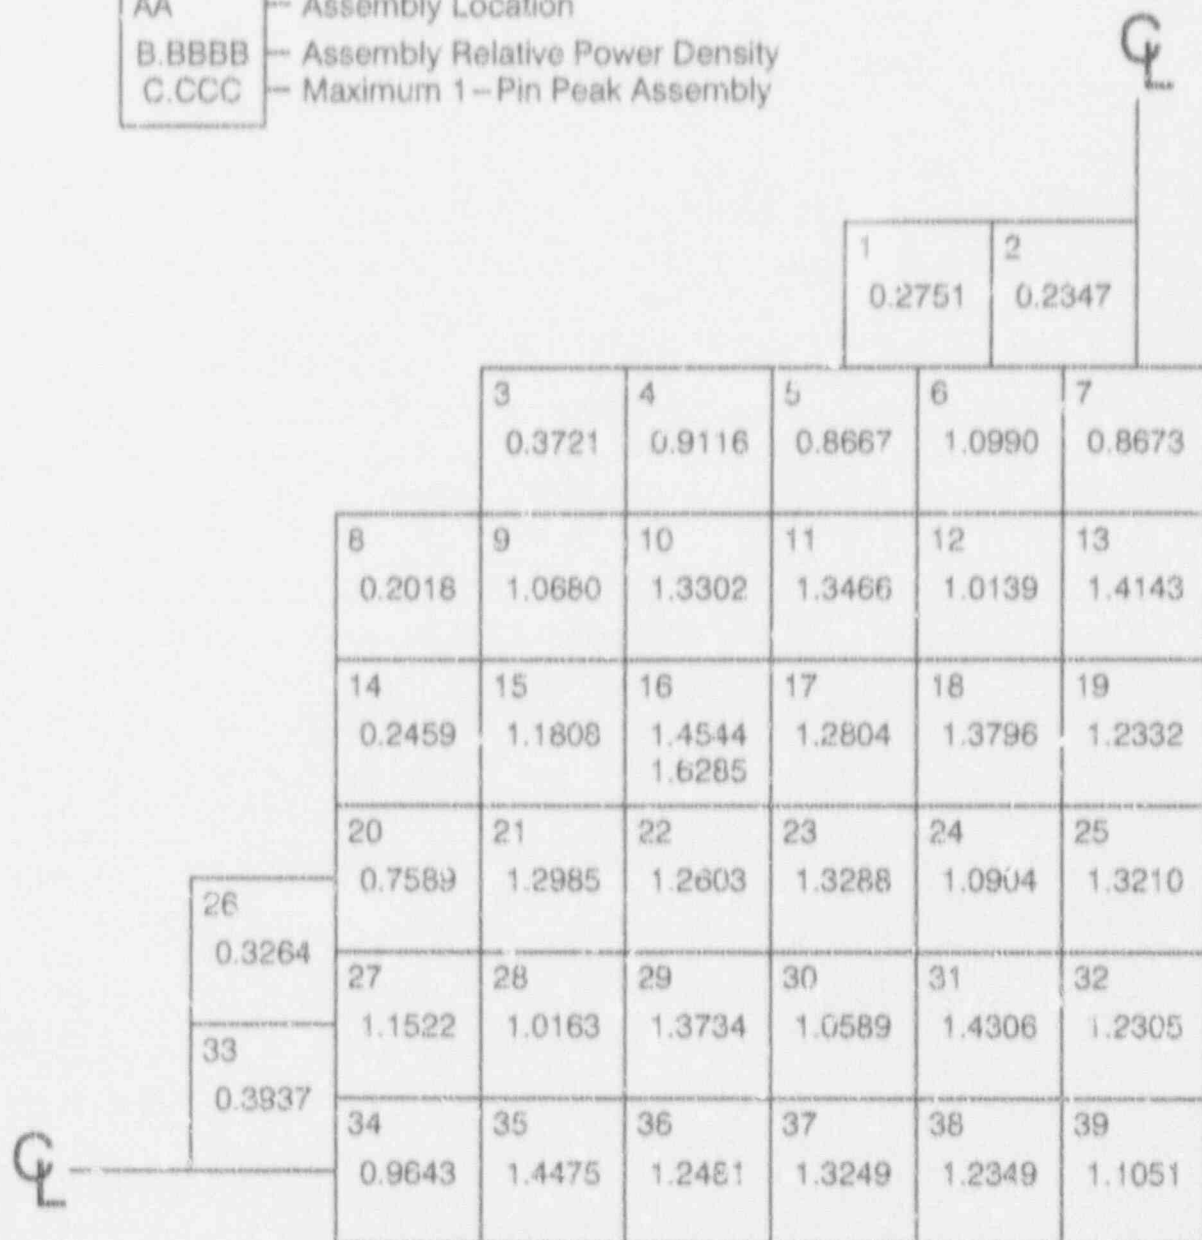 AA – Assembly Location
B.BBBB – Assembly Relative Power Density
C.CCC – Maximum 1–Pin Peak Assembly
CL
1 2
0.2751 0.2347
3 4 5 6 7
0.3721 0.9116 0.8667 1.0990 0.8673
8 9 10 11 12 13
0.2018 1.0680 1.3302 1.3466 1.0139 1.4143
14 15 16 17 18 19
0.2459 1.1808 1.4544 1.2804 1.3796 1.2332
1.6285
20 21 22 23 24 25
0.7589 1.2985 1.2603 1.3288 1.0904 1.3210
26
0.3264
27 28 29 30 31 32
1.1522 1.0163 1.3734 1.0589 1.4306 1.2305
33
0.3937
34 35 36 37 38 39
CL 0.9643 1.4475 1.2481 1.3249 1.2349 1.1051